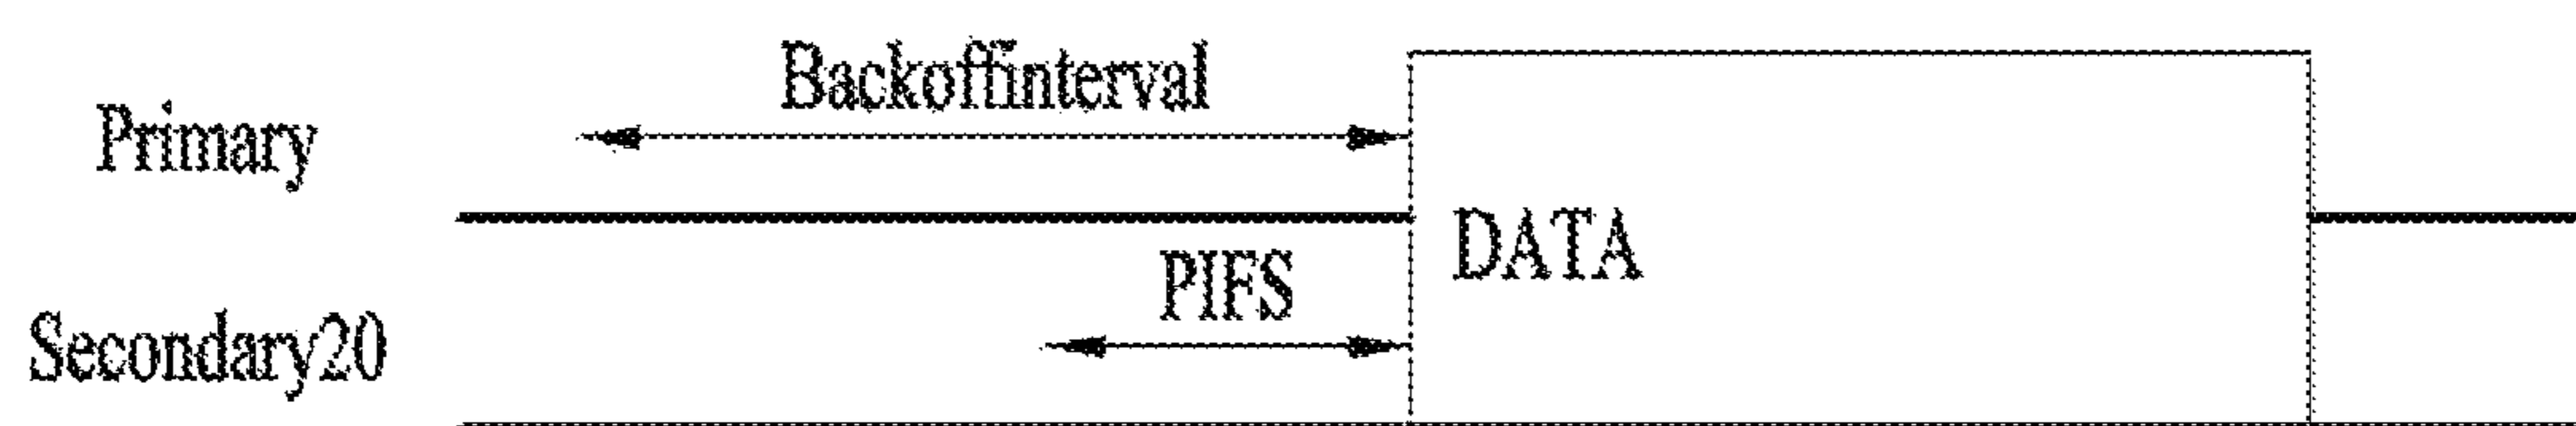 Backoffinterval
Primary
DATA
PIFS
Secondary20